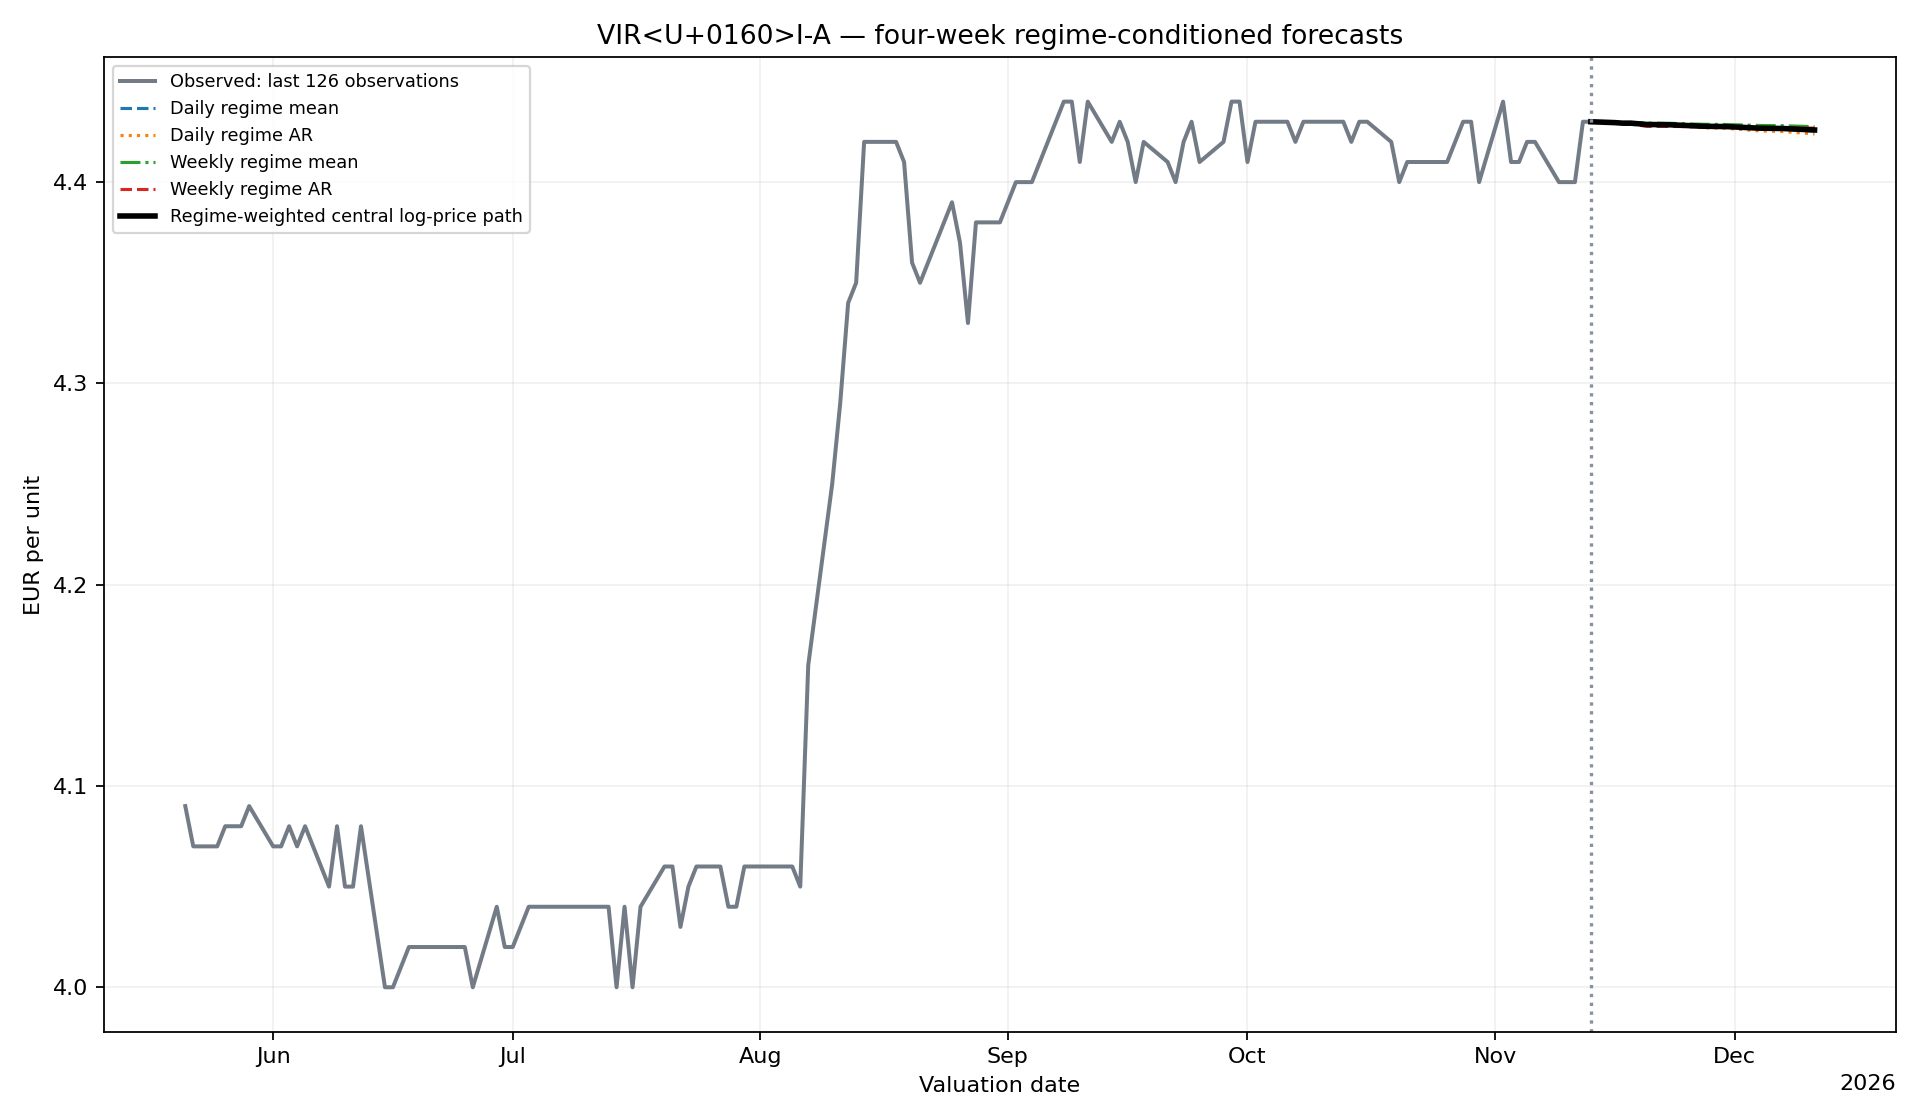 VIR<U+0160>I-A — four-week regime-conditioned forecasts
Observed: last 126 observations
Daily regime mean
Daily regime AR
Weekly regime mean
Weekly regime AR
Regime-weighted central log-price path
EUR per unit
4.4
4.3
4.2
4.1
4.0
Jun Jul Aug Sep Oct Nov Dec
Valuation date
2026